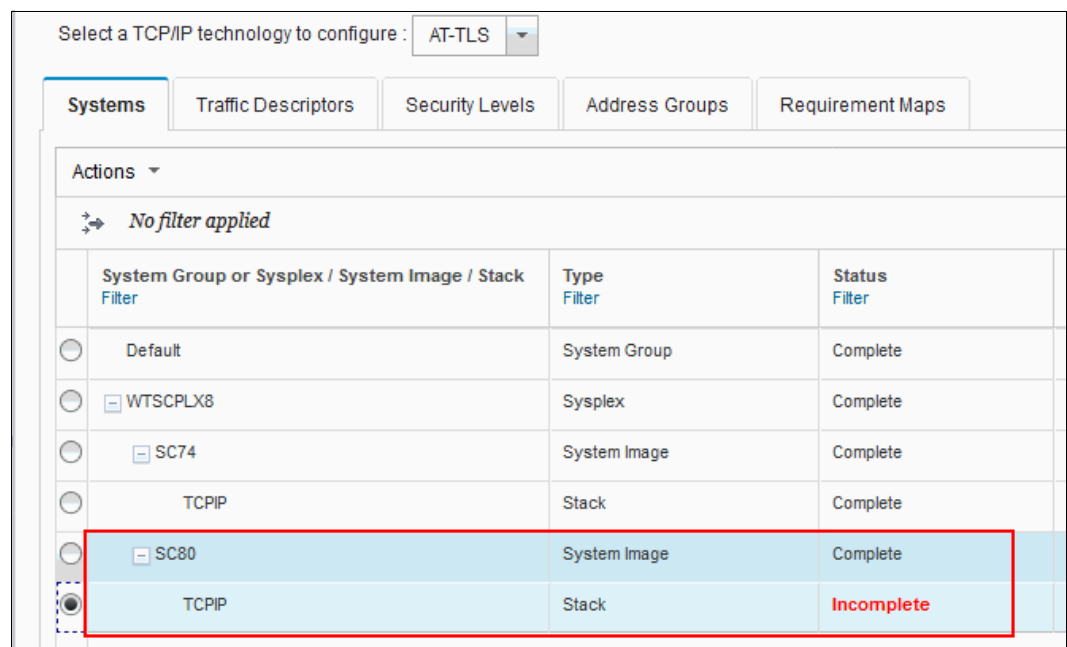 Select a TCP/IP technology to configure : AT-TLS
Systems Traffic Descriptors Security Levels Address Groups Requirement Maps
Actions
No filter applied
System Group or Sysplex / System Image / Stack Type Status
Filter Filter Filter
Default System Group Complete
WTSCPLX8 Sysplex Complete
SC74 System Image Complete
TCPIP Stack Complete
SC80 System Image Complete
TCPIP Stack Incomplete